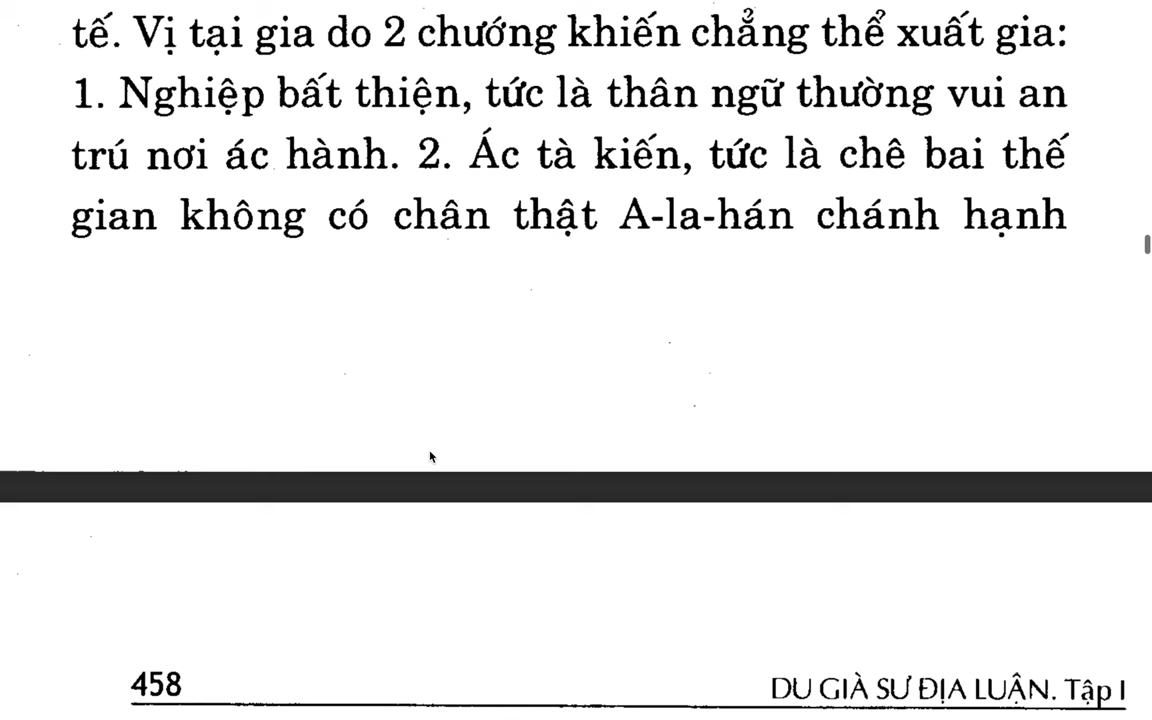 tế. Vị tại gia do 2 chướng khiến chẳng thể xuất gia:
1. Nghiệp bất thiện, tức là thân ngữ thường vui an
trú nơi ác hành. 2. Ác tà kiến, tức là chê bai thế
gian không có chân thật A-la-hán chánh hạnh
458 DU GIÀ SƯ ĐỊA LUẬN. Tập I